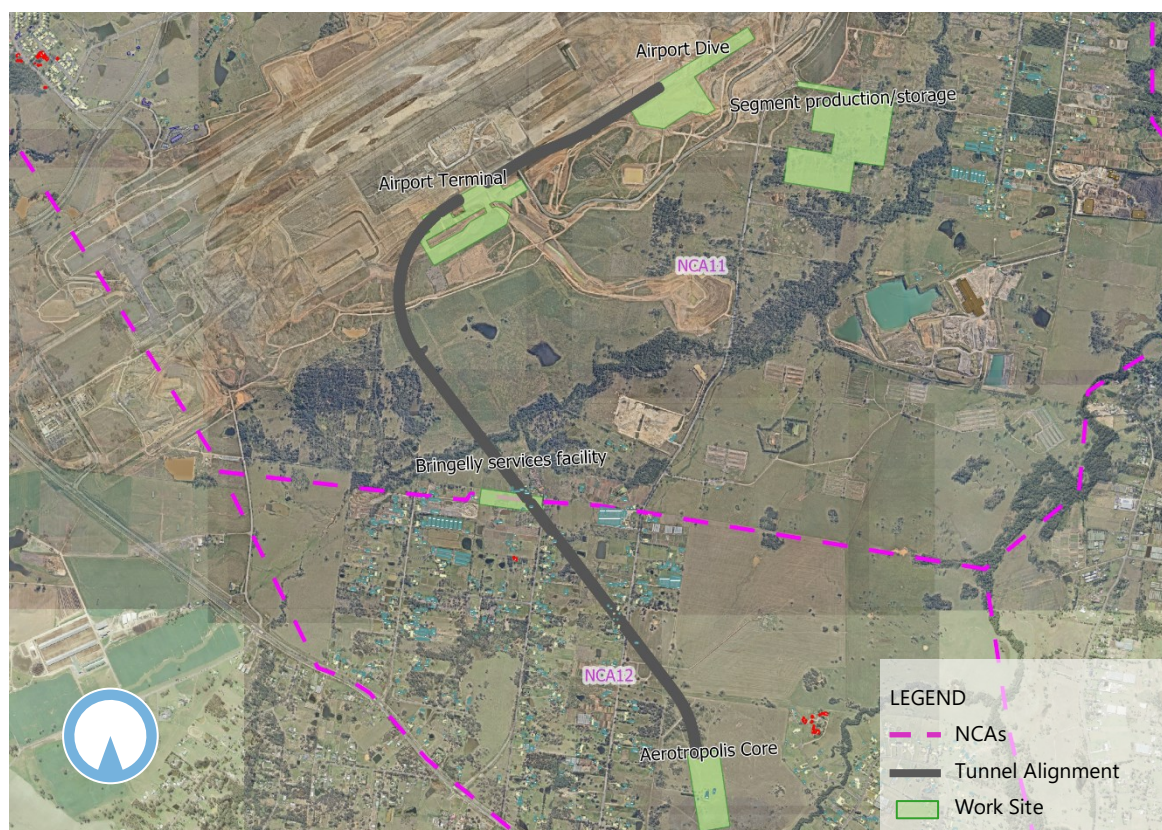 Airport Dive
Segment production/storage
Airport Terminal
NCA11
Bringelly services facility
NCA12
Aerotropolis Core
LEGEND
NCAs
Tunnel Alignment
Work Site